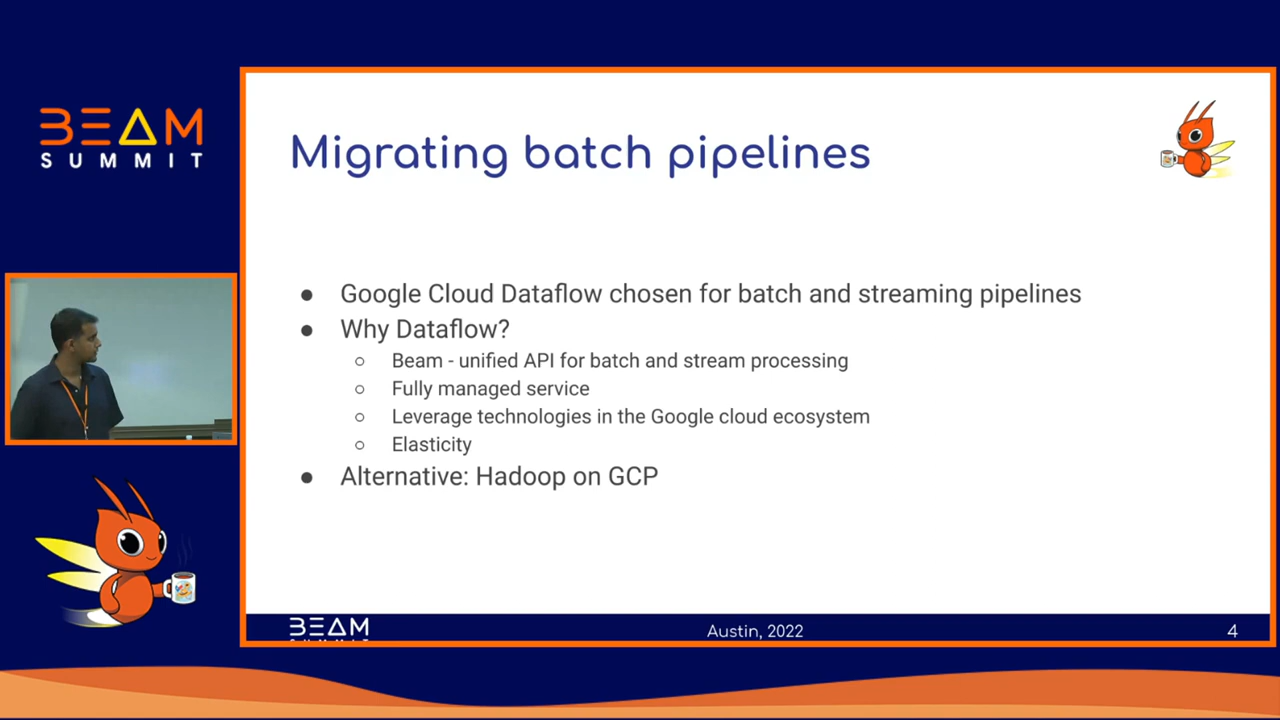 BEAM
SUMMIT
Migrating batch pipelines
● Google Cloud Dataflow chosen for batch and streaming pipelines
● Why Dataflow?
○ Beam - unified API for batch and stream processing
○ Fully managed service
○ Leverage technologies in the Google cloud ecosystem
○ Elasticity
● Alternative: Hadoop on GCP
BEAM
Austin, 2022
4